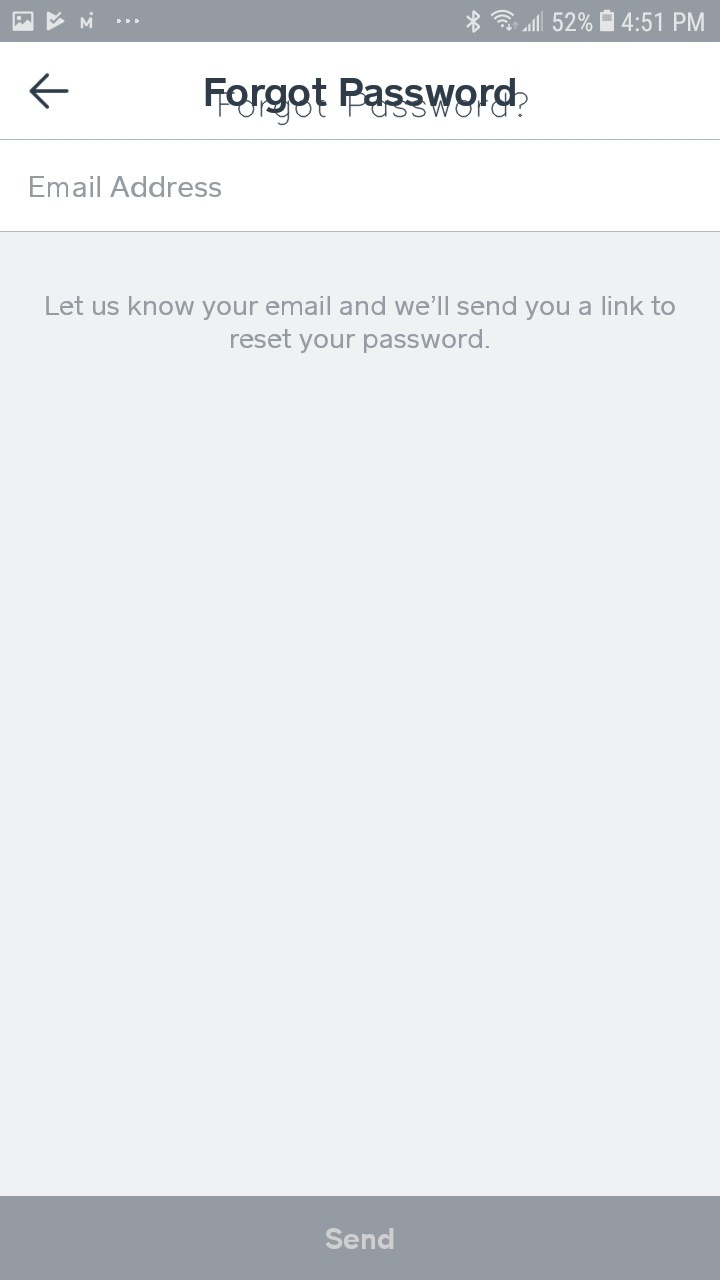 52% 4:51 PM
Forgot Password
Forgot Password?
Email Address
Let us know your email and we’ll send you a link to
reset your password.
Send